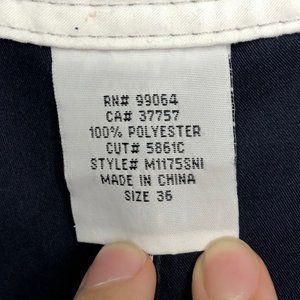 RN# 99064
CA# 37757
100% POLYESTER
CUT# 5861C
STYLE# M1175SNI
MADE IN CHINA
SIZE 36